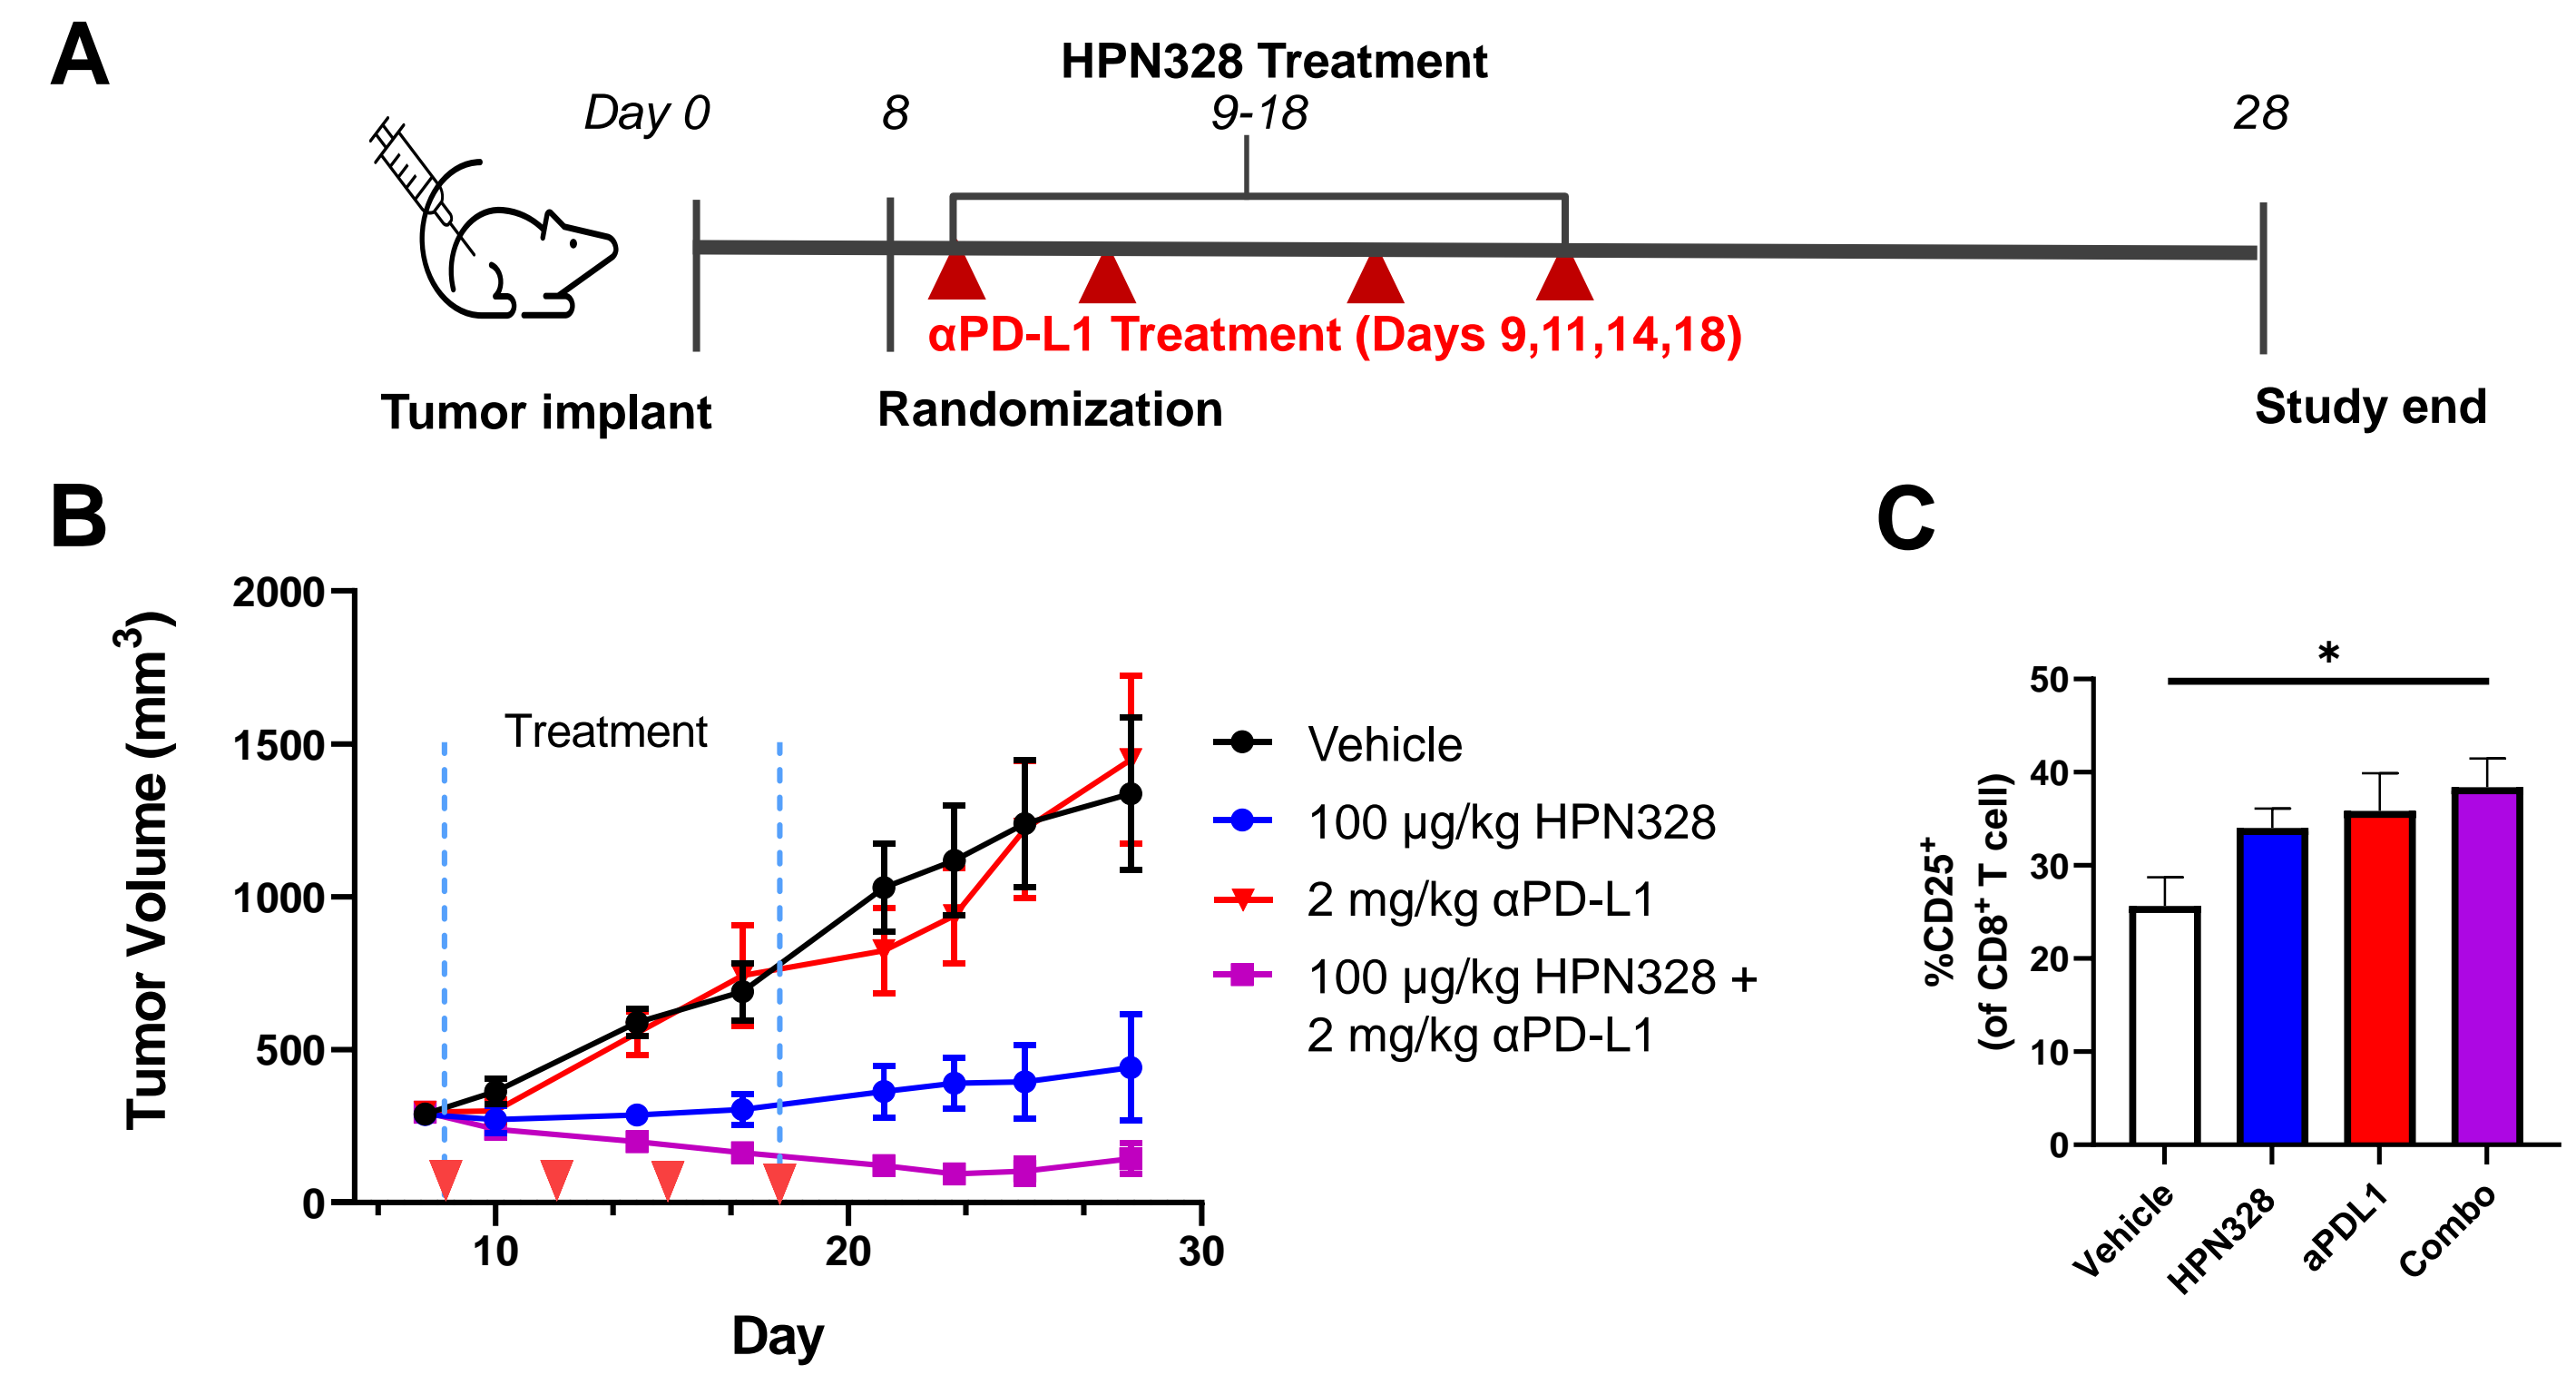 A
HPN328 Treatment
Day 0
8
9-18
28
αPD-L1 Treatment (Days 9,11,14,18)
Tumor implant
Randomization
Study end
B
Tumor Volume (mm³)
2000
1500
1000
500
0
Treatment
10
20
30
Day
Vehicle
100 µg/kg HPN328
2 mg/kg αPD-L1
100 µg/kg HPN328 +
2 mg/kg αPD-L1
C
*
%CD25⁺
(of CD8⁺ T cell)
50
40
30
20
10
0
Vehicle
HPN328
aPDL1
Combo